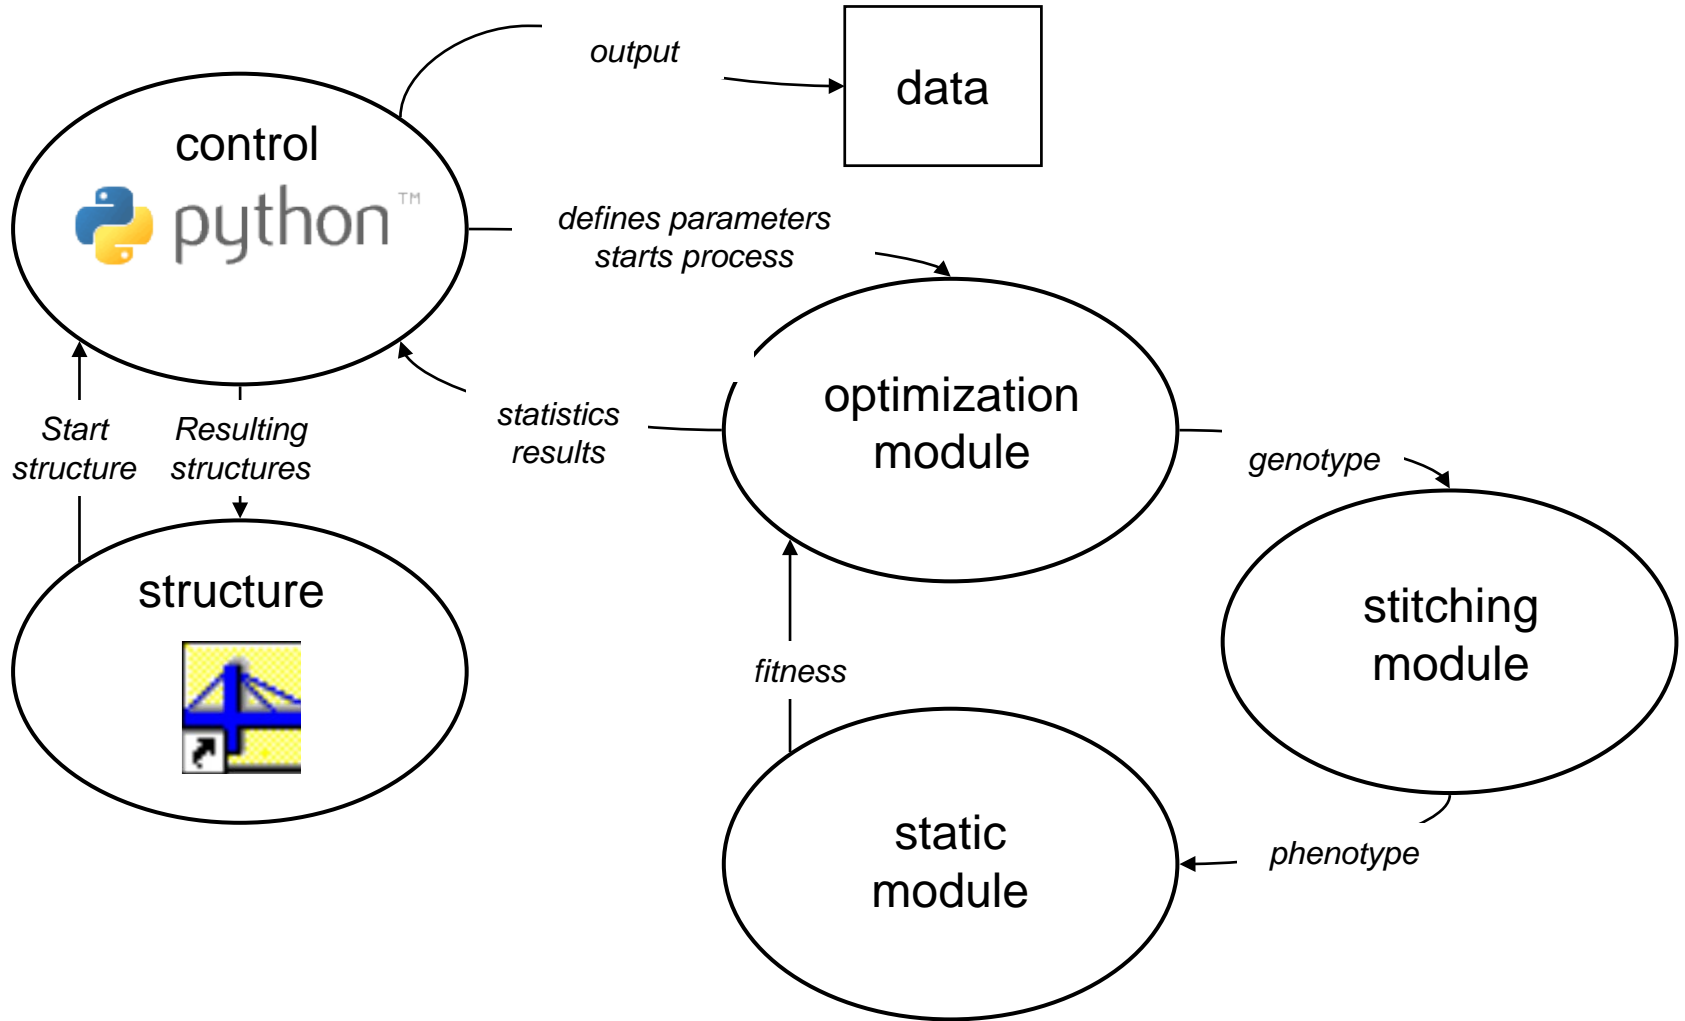 output
data
control
python™
defines parameters
starts process
Start
structure
Resulting
structures
statistics
results
optimization
module
genotype
structure
stitching
module
fitness
static
module
phenotype